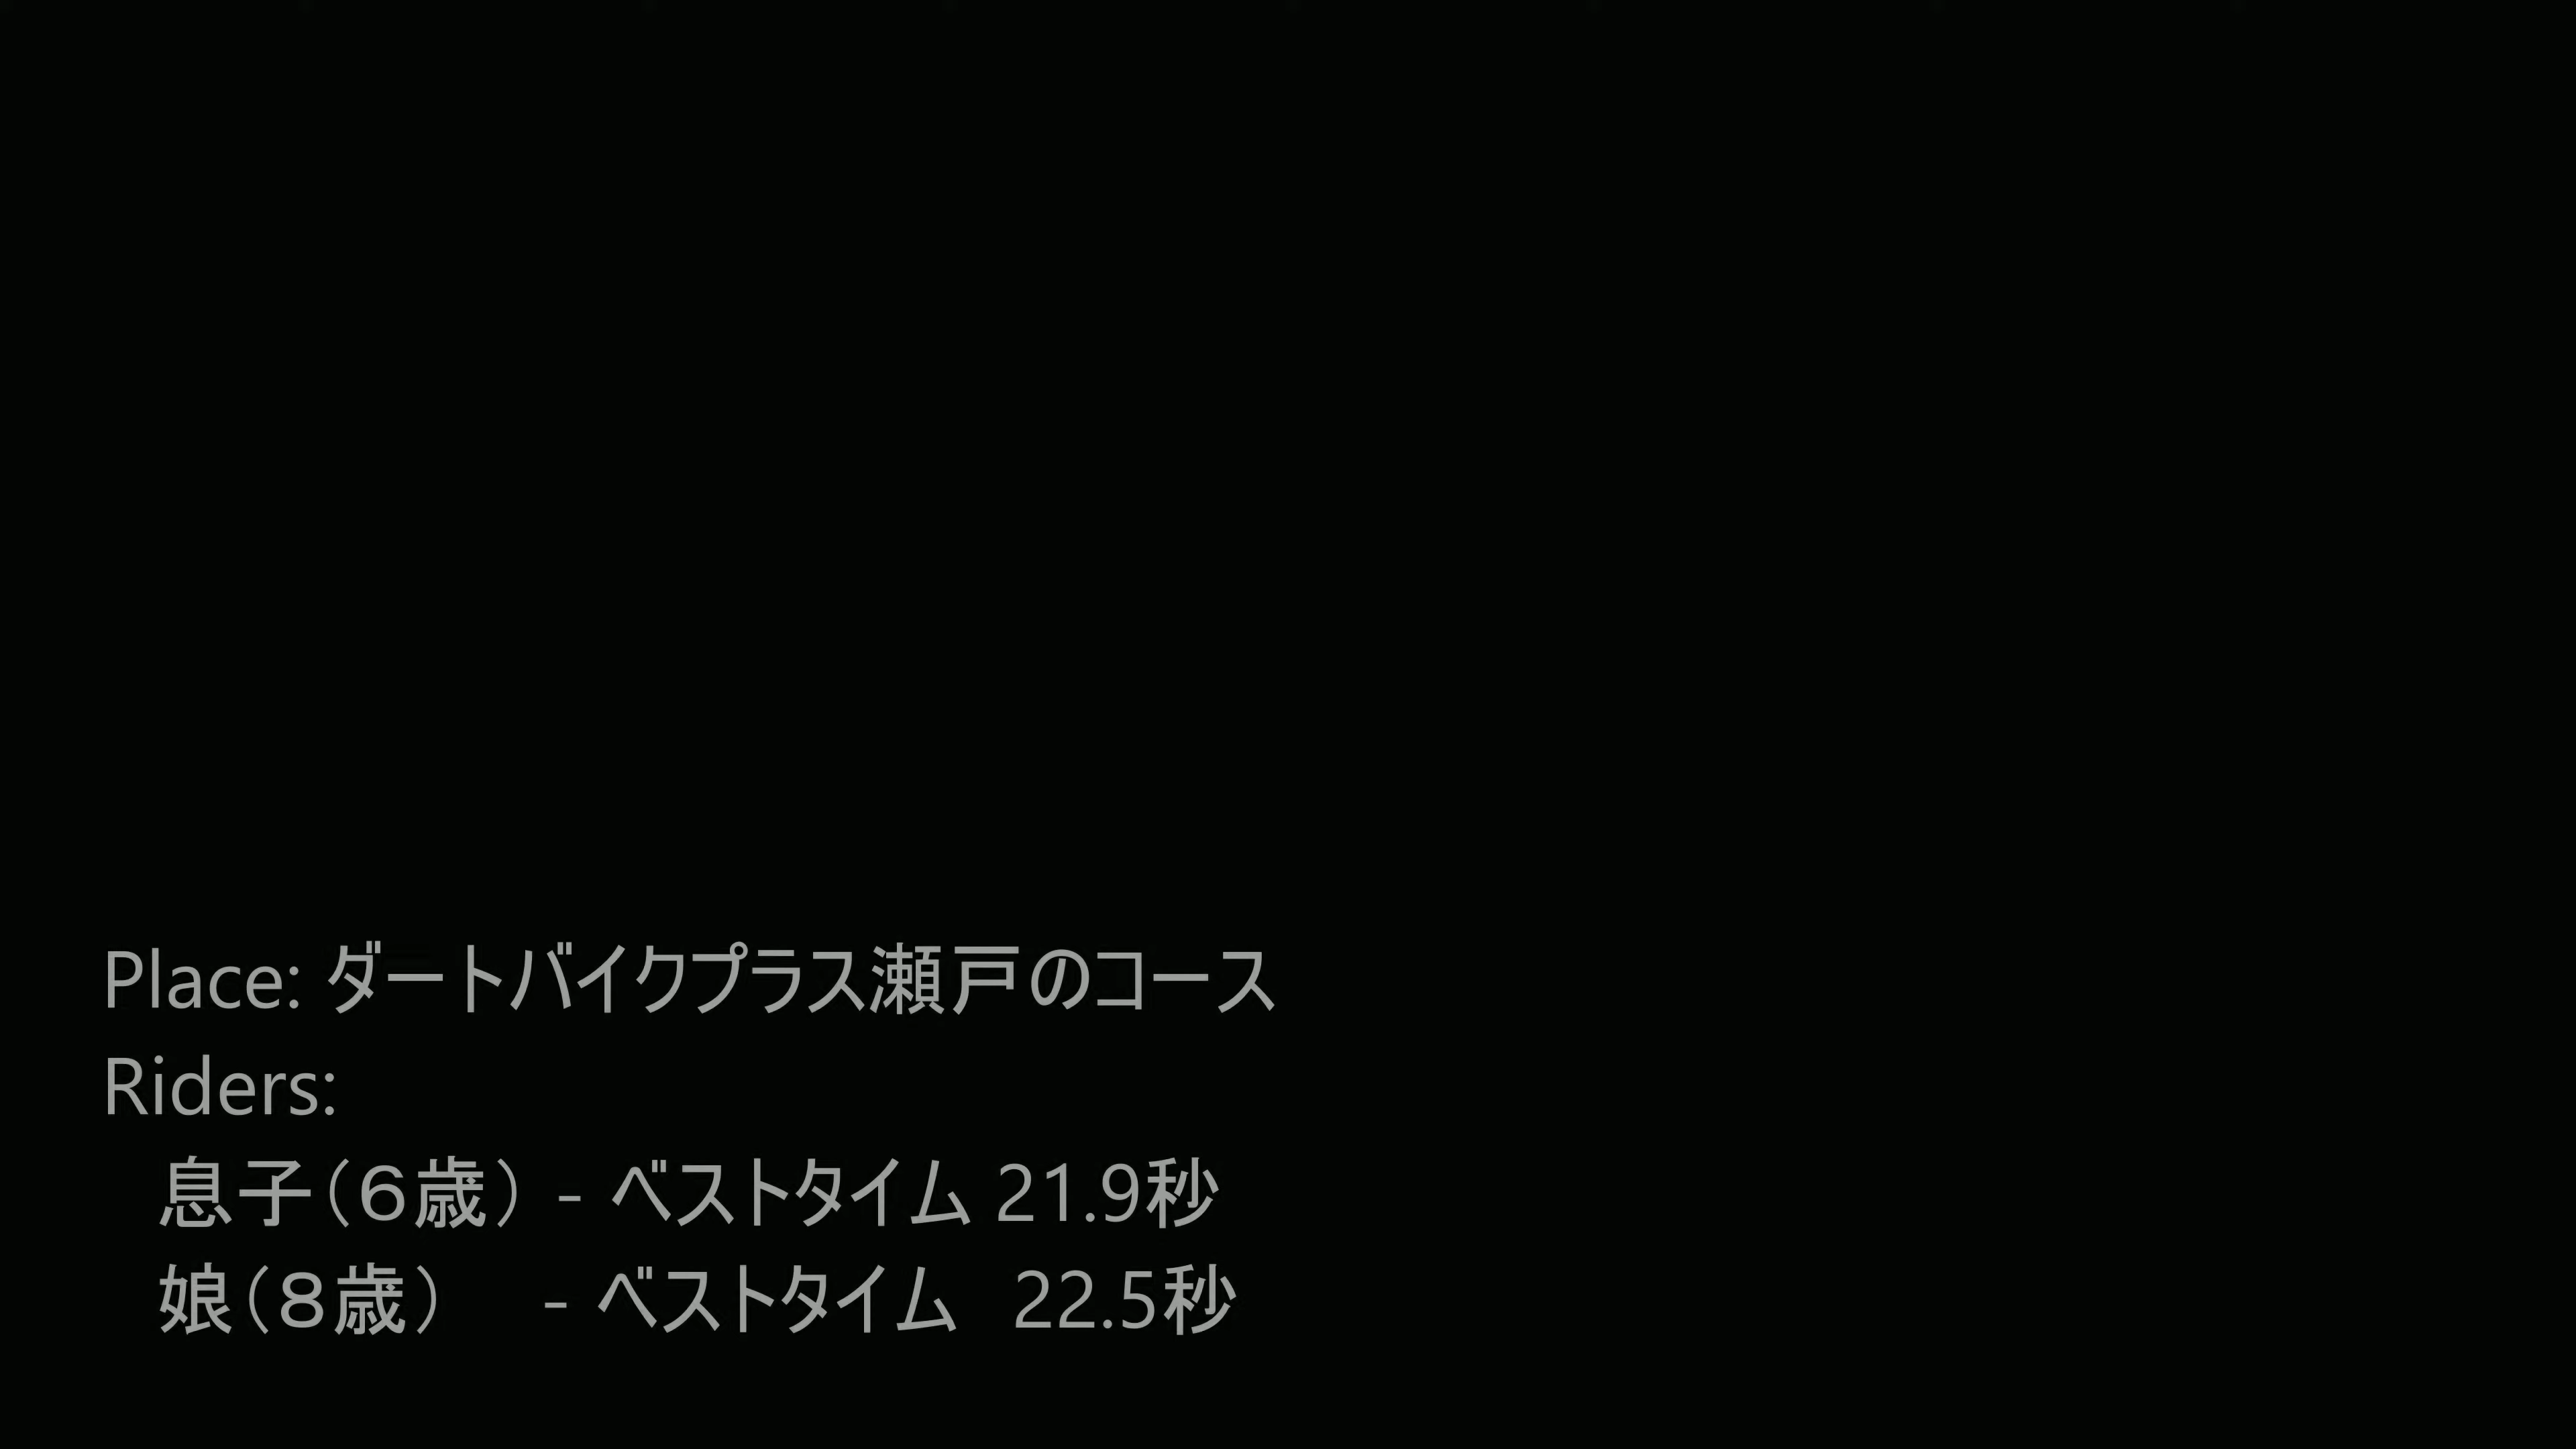 Place: ダートバイクプラス瀬戸のコース
Riders:
息子（６歳） - ベストタイム 21.9秒
娘（８歳）　 - ベストタイム  22.5秒